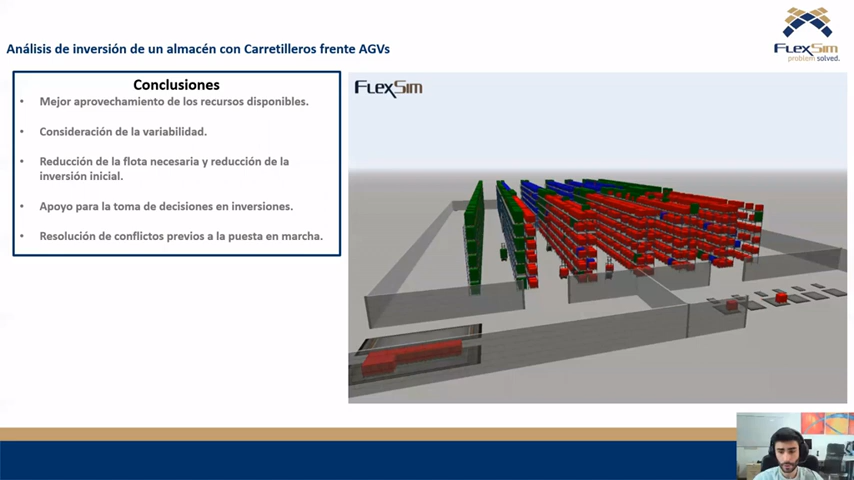 FLEXSIM
problem solved.
Análisis de inversión de un almacén con Carretilleros frente AGVs
Conclusiones
• Mejor aprovechamiento de los recursos disponibles.
• Consideración de la variabilidad.
• Reducción de la flota necesaria y reducción de la
inversión inicial.
• Apoyo para la toma de decisiones en inversiones.
• Resolución de conflictos previos a la puesta en marcha.
FLEXSIM